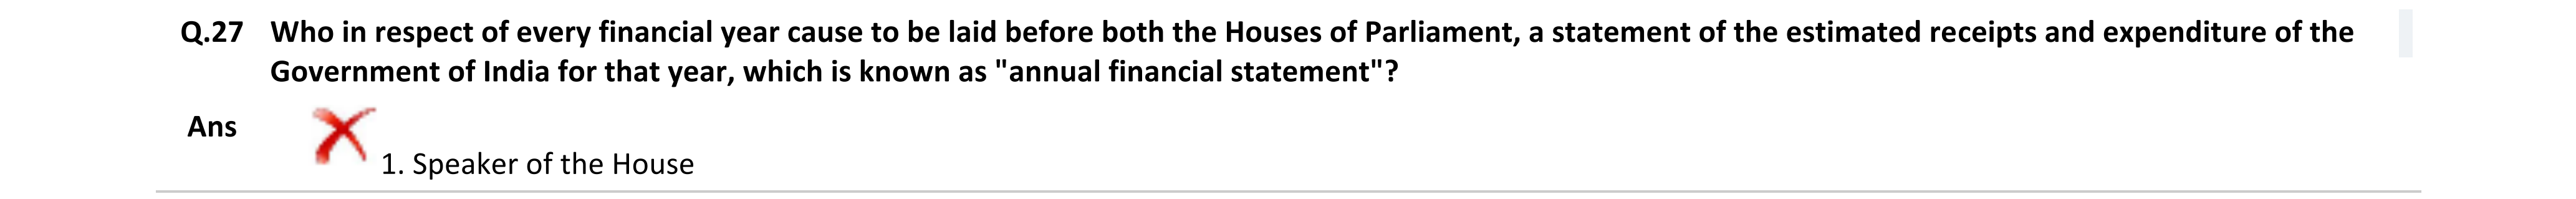 Q.27 Who in respect of every financial year cause to be laid before both the Houses of Parliament, a statement of the estimated receipts and expenditure of the
Government of India for that year, which is known as "annual financial statement"?
Ans
1. Speaker of the House